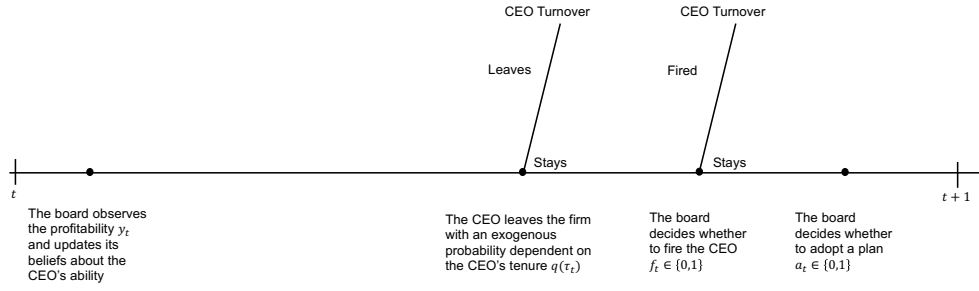 CEO Turnover
CEO Turnover
Leaves
Fired
Stays
Stays
t
t + 1
The board observes
the profitability y_t
and updates its
beliefs about the
CEO's ability
The CEO leaves the firm
with an exogenous
probability dependent on
the CEO's tenure q(τ_t)
The board
decides whether
to fire the CEO
f_t ∈ {0,1}
The board
decides whether
to adopt a plan
a_t ∈ {0,1}